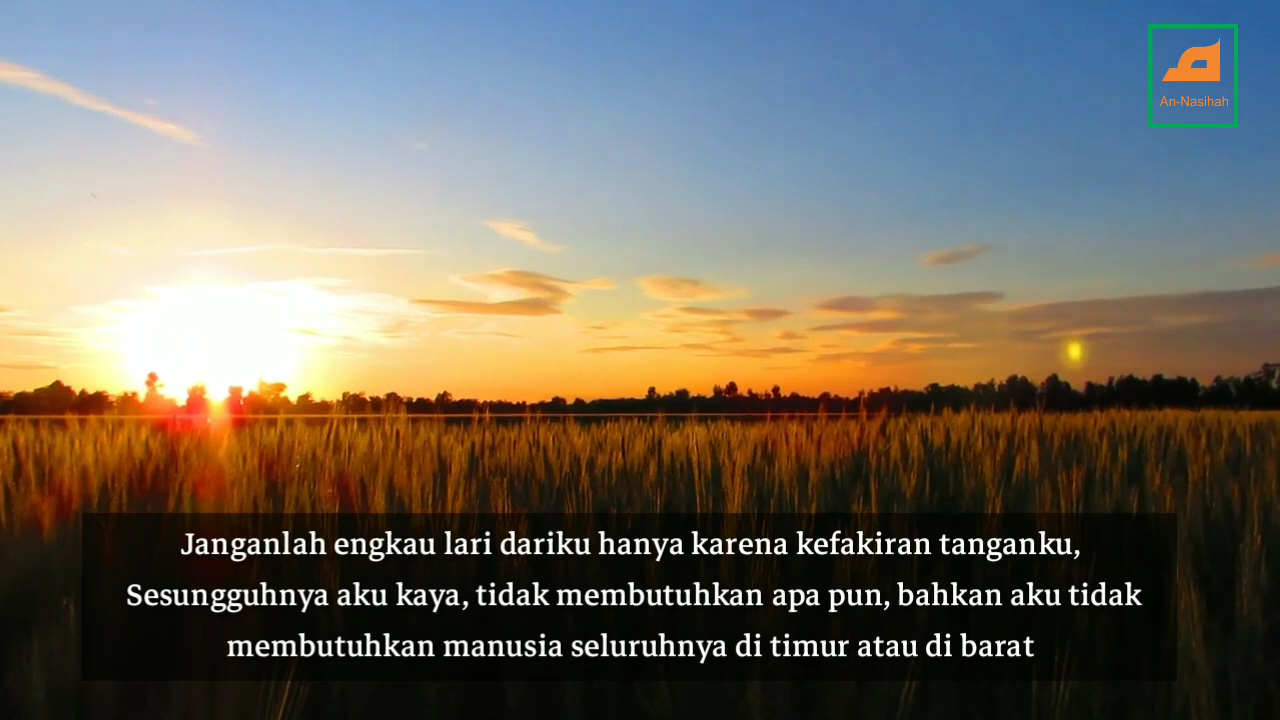 An-Nasihah
Janganlah engkau lari dariku hanya karena kefakiran tanganku,
Sesungguhnya aku kaya, tidak membutuhkan apa pun, bahkan aku tidak
membutuhkan manusia seluruhnya di timur atau di barat